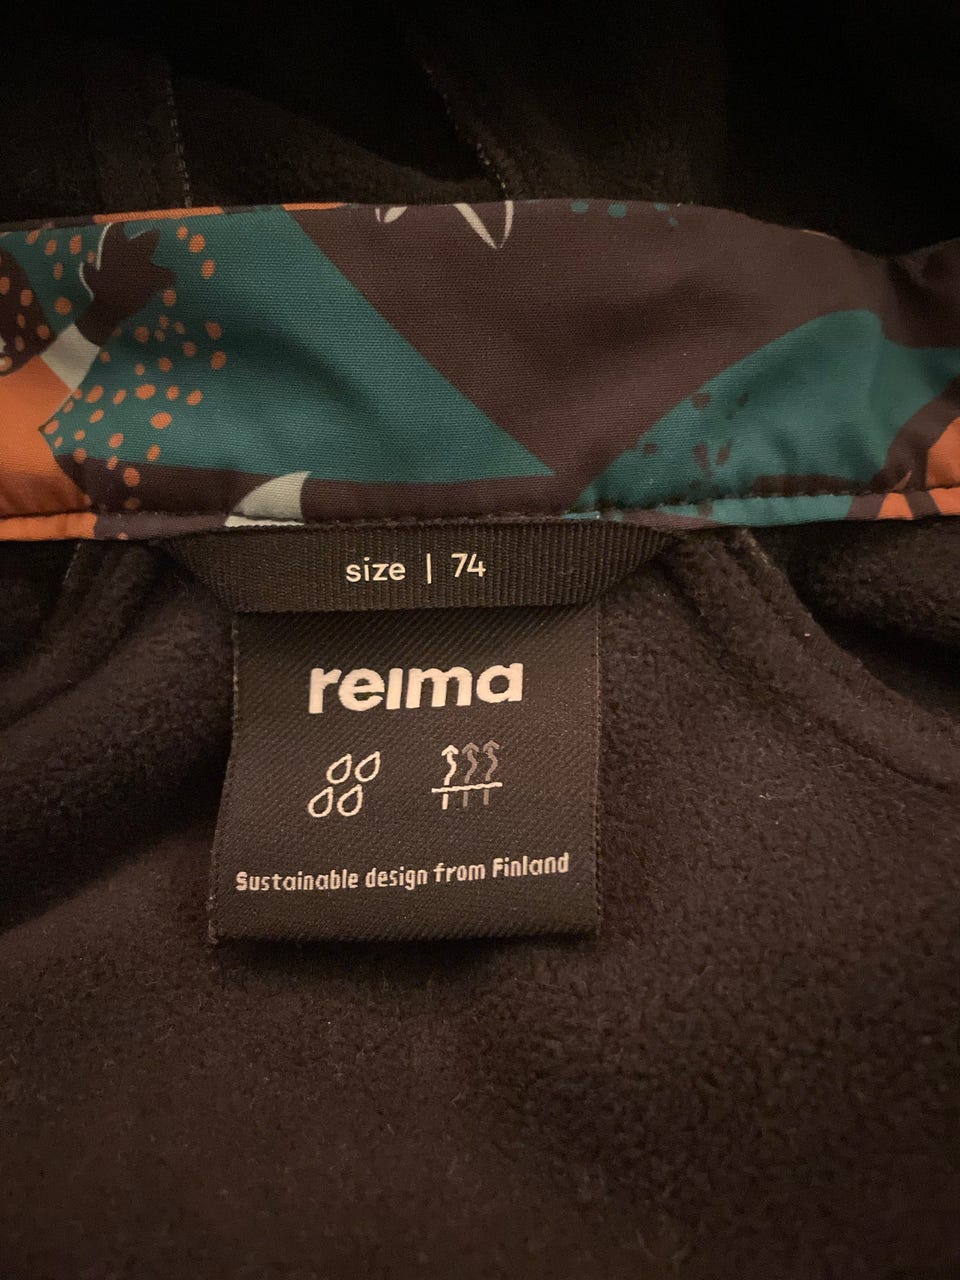 size | 74
reima
Sustainable design from Finland